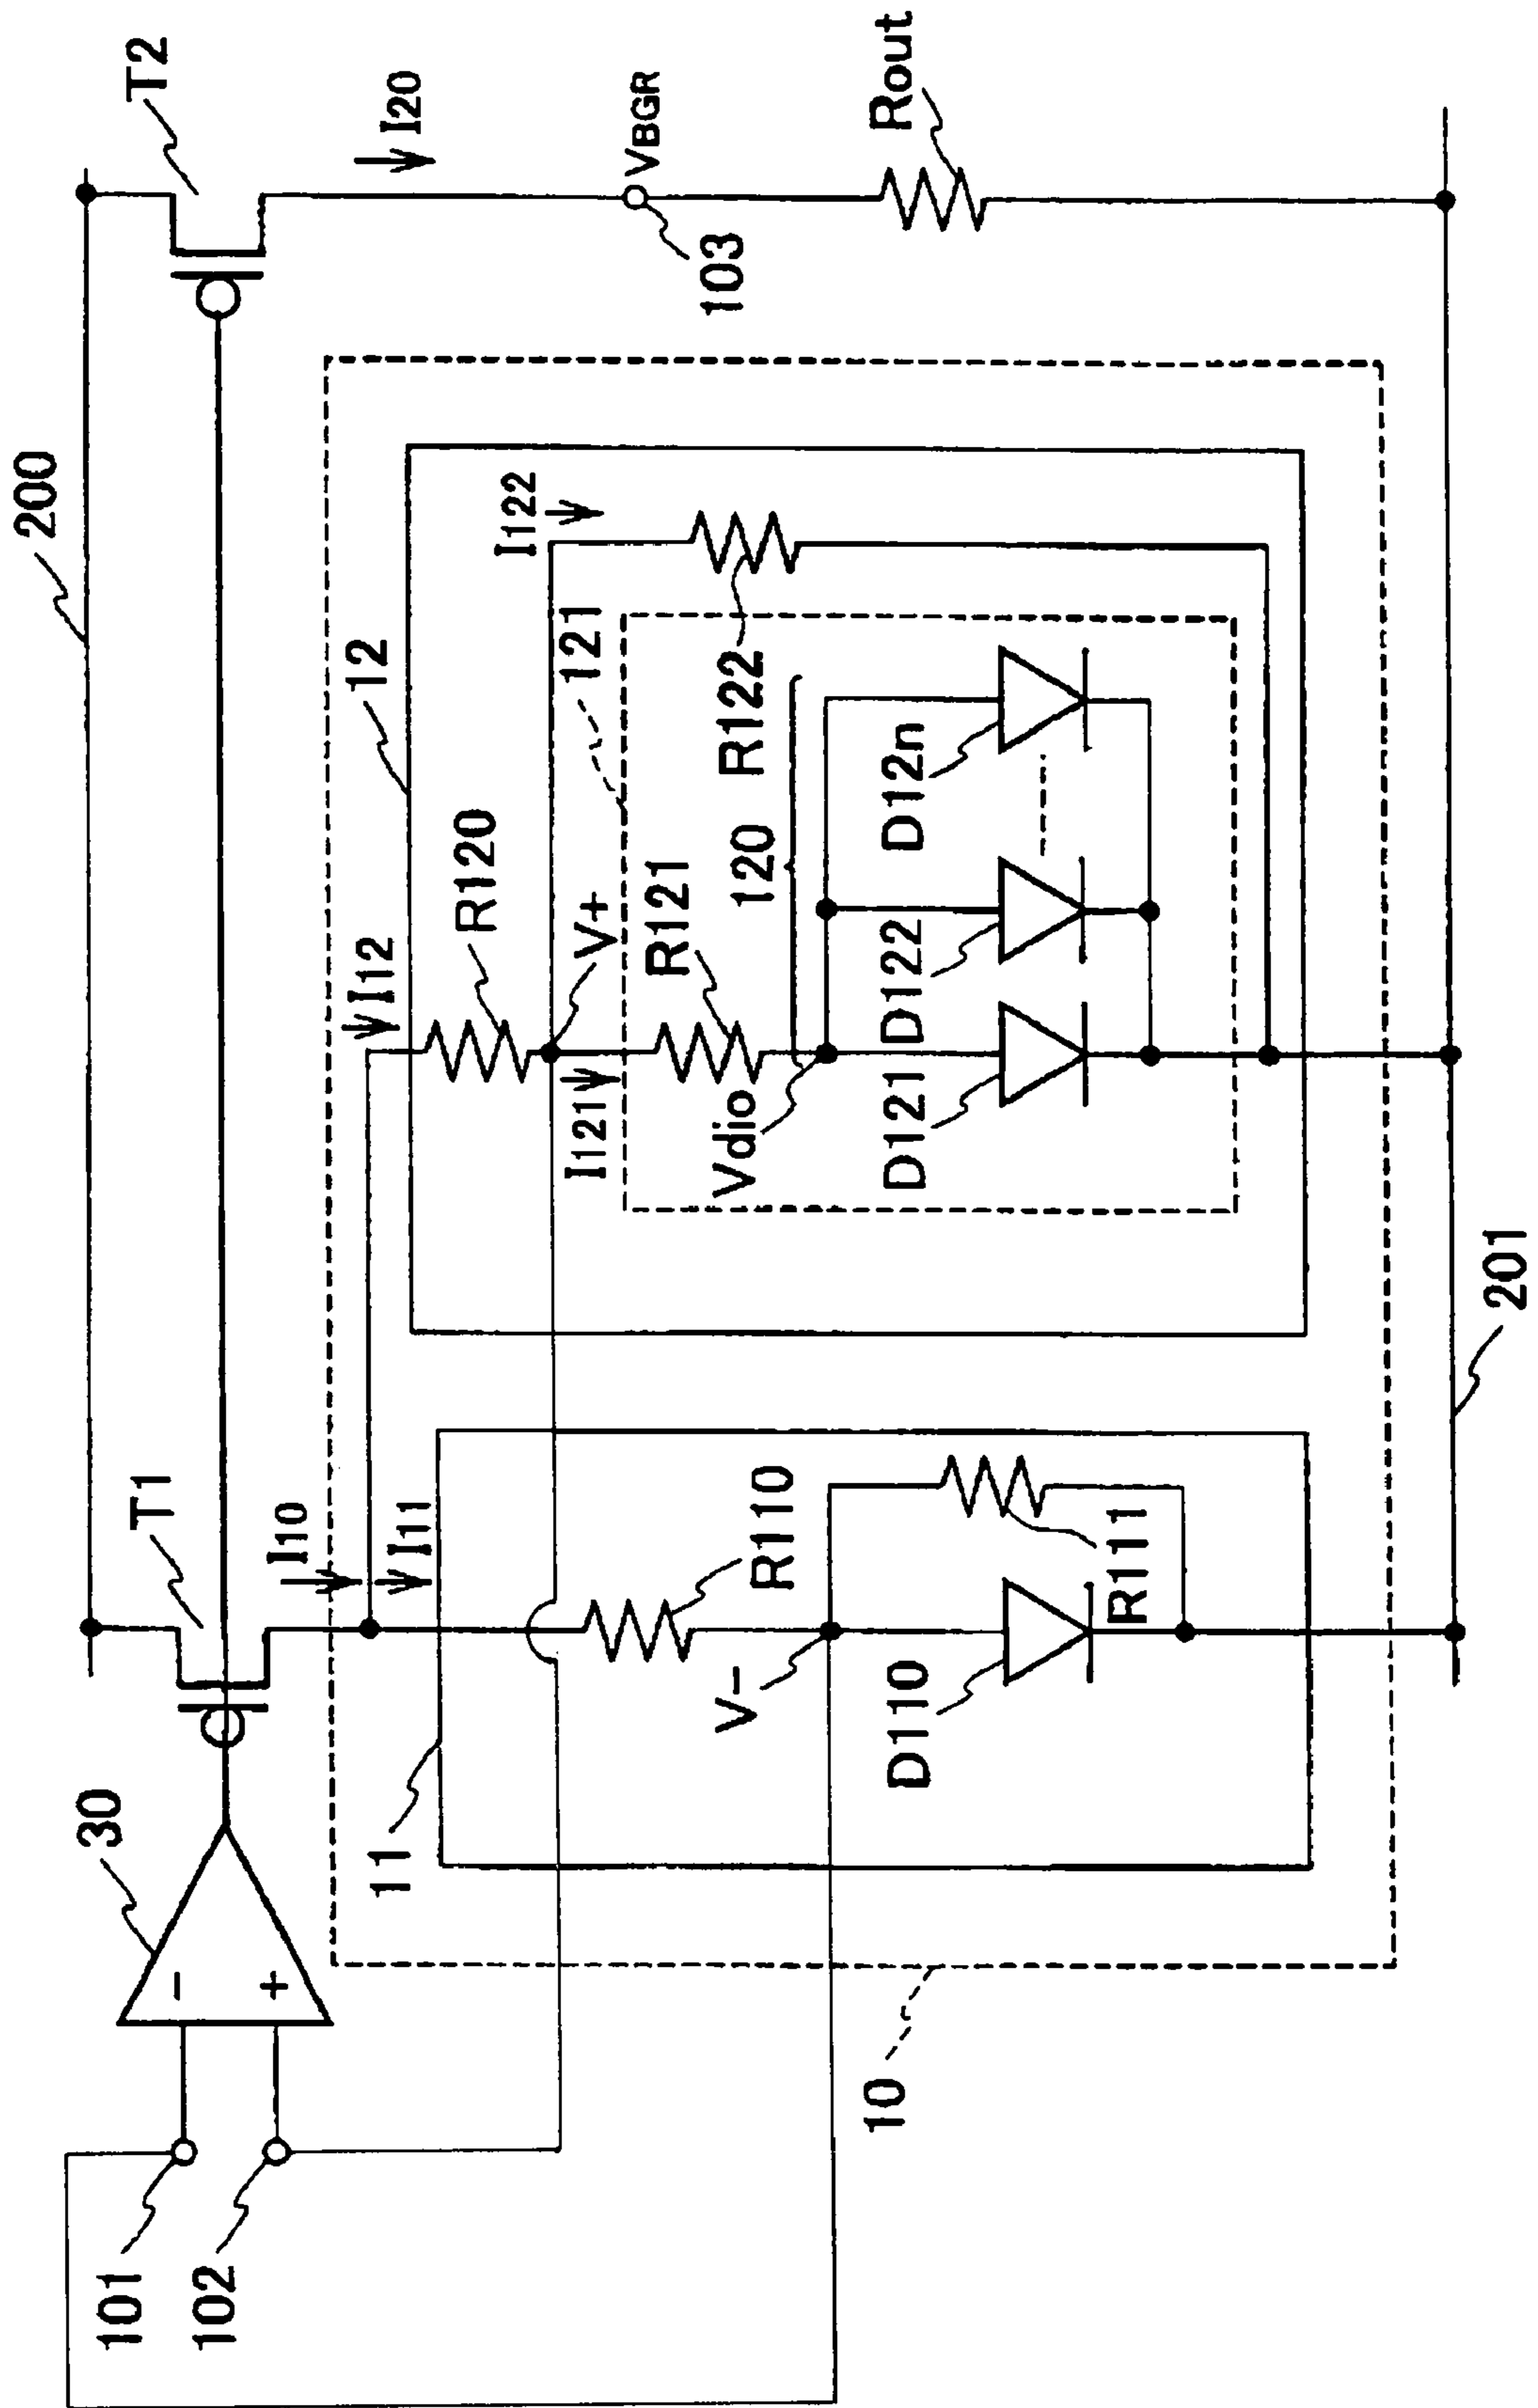 101
102
30
−
+
T1
200
T2
I10
I11
11
10
R110
V−
D110
R111
I12
12
R120
V+
I121
I122
121
R121
R122
Vdio
120
D121
D122
D12n
I20
VBGR
103
Rout
201